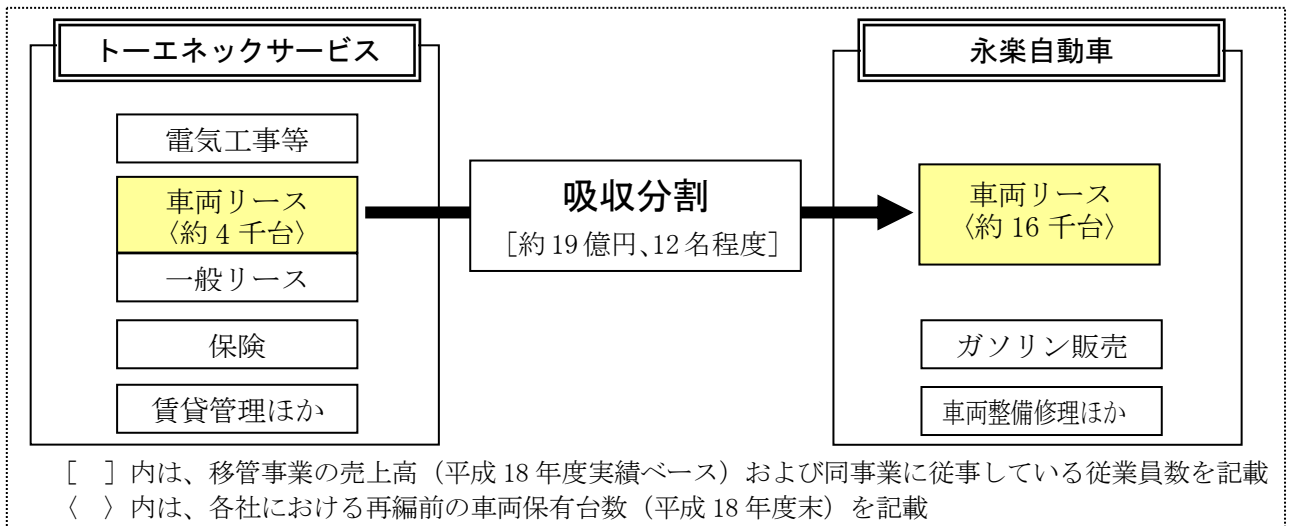 トーエネックサービス
電気工事等
車両リース
〈約4千台〉
一般リース
保険
賃貸管理ほか
吸収分割
［約19億円、12名程度］
永楽自動車
車両リース
〈約16千台〉
ガソリン販売
車両整備修理ほか
［　］内は、移管事業の売上高（平成18年度実績ベース）および同事業に従事している従業員数を記載
〈　〉内は、各社における再編前の車両保有台数（平成18年度末）を記載